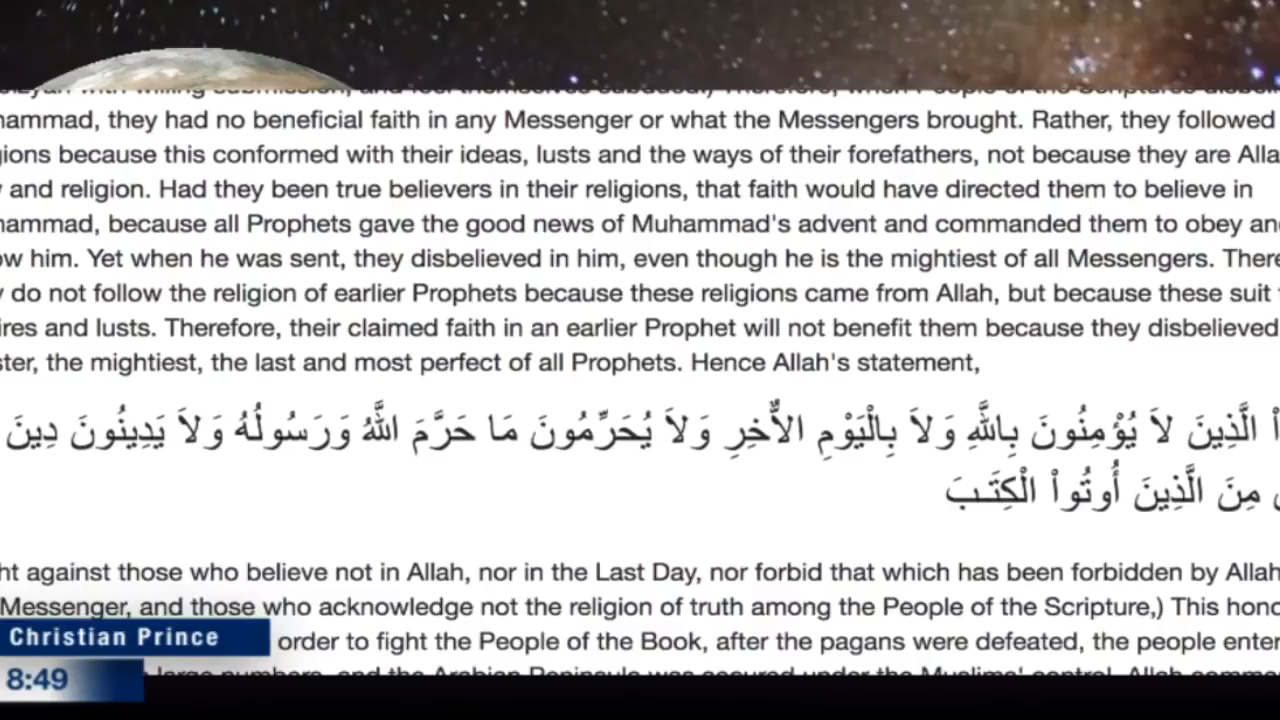 hammad, they had no beneficial faith in any Messenger or what the Messengers brought. Rather, they followed
gions because this conformed with their ideas, lusts and the ways of their forefathers, not because they are Alla
and religion. Had they been true believers in their religions, that faith would have directed them to believe in
hammad, because all Prophets gave the good news of Muhammad's advent and commanded them to obey and
ow him. Yet when he was sent, they disbelieved in him, even though he is the mightiest of all Messengers. There
do not follow the religion of earlier Prophets because these religions came from Allah, but because these suit
ires and lusts. Therefore, their claimed faith in an earlier Prophet will not benefit them because they disbelieved
ster, the mightiest, the last and most perfect of all Prophets. Hence Allah's statement,
الَّذِينَ لاَ يُؤْمِنُونَ بِاللَّهِ وَلاَ بِالْيَوْمِ الاٌّخِرِ وَلاَ يُحَرِّمُونَ مَا حَرَّمَ اللَّهُ وَرَسُولُهُ وَلاَ يَدِينُونَ دِينَ
مِنَ الَّذِينَ أُوتُواْ الْكِتَـبَ
ht against those who believe not in Allah, nor in the Last Day, nor forbid that which has been forbidden by Allah
Messenger, and those who acknowledge not the religion of truth among the People of the Scripture,) This hono
Christian Prince
order to fight the People of the Book, after the pagans were defeated, the people enter
8:49